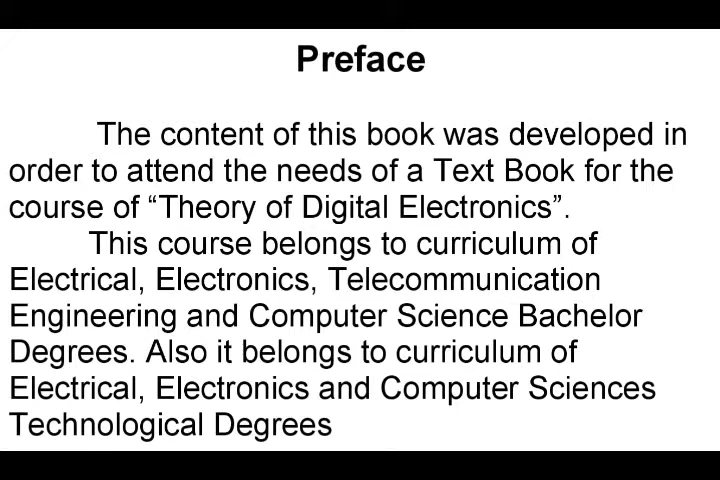 Preface
The content of this book was developed in
order to attend the needs of a Text Book for the
course of “Theory of Digital Electronics”.
This course belongs to curriculum of
Electrical, Electronics, Telecommunication
Engineering and Computer Science Bachelor
Degrees. Also it belongs to curriculum of
Electrical, Electronics and Computer Sciences
Technological Degrees